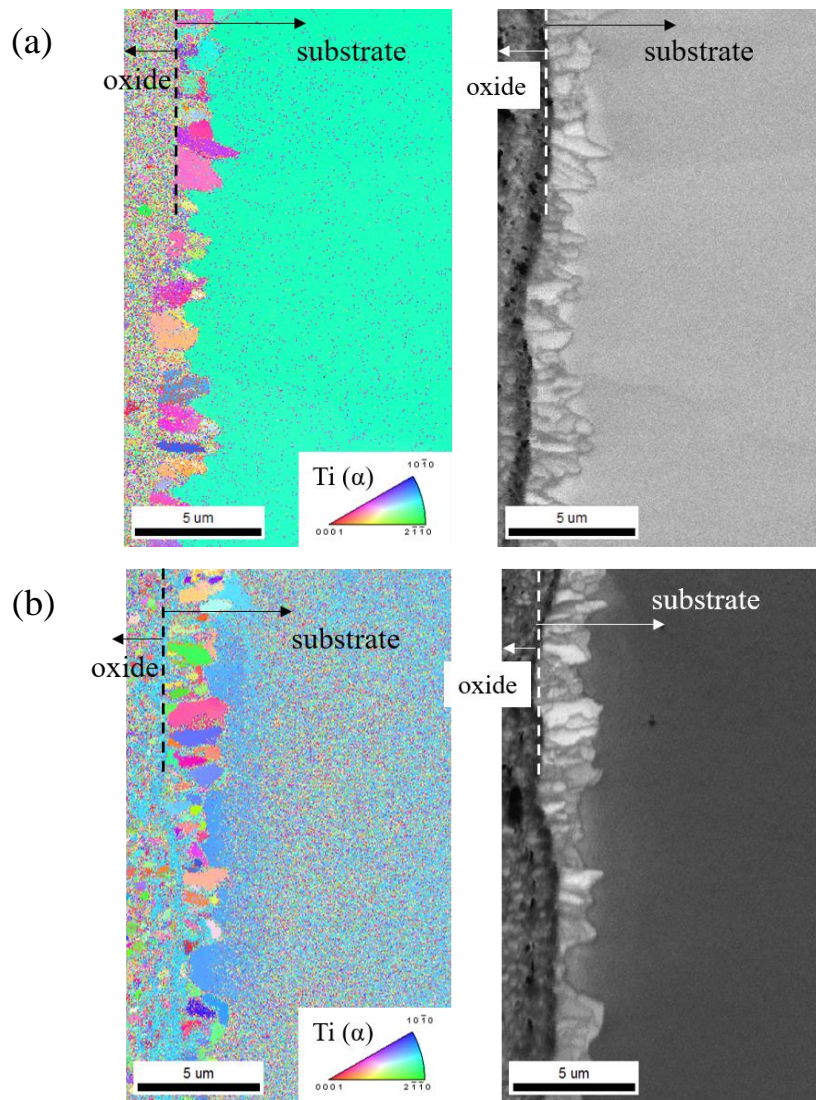 (a)
substrate
oxide
Ti (α)
101̄0
0001
21̄1̄0
5 um
substrate
oxide
5 um
(b)
substrate
oxide
Ti (α)
101̄0
0001
21̄1̄0
5 um
substrate
oxide
5 um